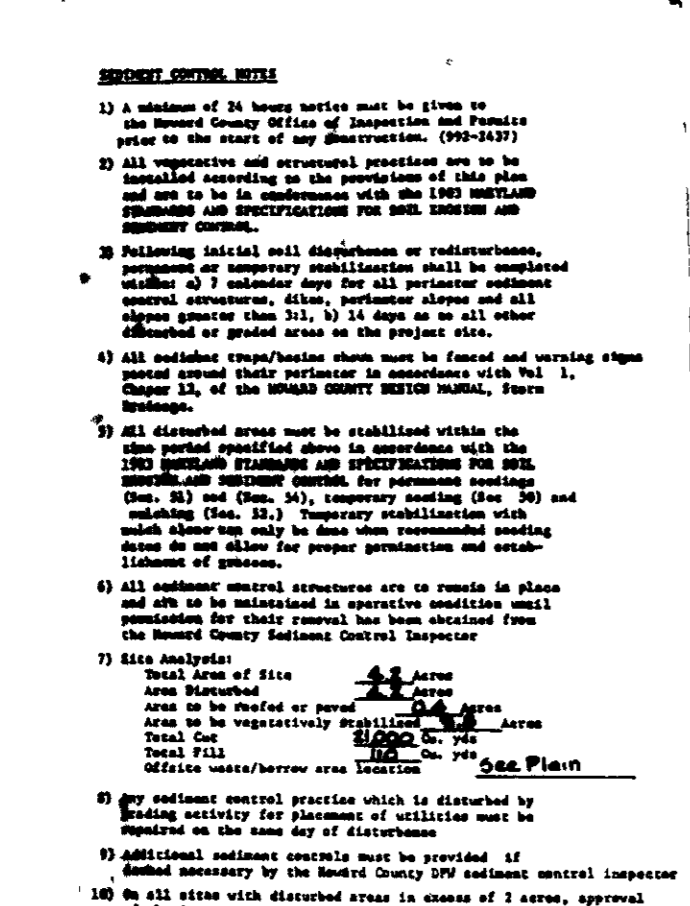 SEDIMENT CONTROL NOTES
1) A minimum of 24 hours notice must be given to
the Howard County Office of Inspection and Permits
prior to the start of any construction. (992-2437)
2) All vegetative and structural practices are to be
installed according to the provisions of this plan
and are to be in conformance with the 1983 MARYLAND
STANDARDS AND SPECIFICATIONS FOR SOIL EROSION AND
SEDIMENT CONTROL.
3) Following initial soil disturbance or redisturbance,
permanent or temporary stabilization shall be completed
within: a) 7 calendar days for all perimeter sediment
control structures, dikes, perimeter slopes and all
slopes greater than 3:1, b) 14 days as to all other
disturbed or graded areas on the project site.
4) All sediment traps/basins shown must be fenced and warning signs
posted around their perimeter in accordance with Vol 1,
Chaper 12, of the HOWARD COUNTY DESIGN MANUAL, Storm
Drainage.
5) All disturbed areas must be stabilized within the
time period specified above in accordance with the
1983 MARYLAND STANDARDS AND SPECIFICATIONS FOR SOIL
EROSION AND SEDIMENT CONTROL for permanent seedings
(Sec. 51) sod (Sec. 54), temporary seeding (Sec 50) and
mulching (Sec. 52.) Temporary stabilization with
mulch alone can only be done when recommended seeding
dates do not allow for proper germination and estab-
lishment of grasses.
6) All sediment control structures are to remain in place
and are to be maintained in operative condition until
permission for their removal has been obtained from
the Howard County Sediment Control Inspector
7) Site Analysis:
Total Area of Site Acres
Area Disturbed Acres
Area to be roofed or paved 0.4 Acres
Area to be vegetatively stabilized Acres
Total Cut Cu. yds
Total Fill Cu. yds
Offsite waste/borrow area location See Plain
8) Any sediment control practice which is disturbed by
grading activity for placement of utilities must be
repaired on the same day of disturbance
9) Additional sediment controls must be provided if
deemed necessary by the Howard County DPW sediment control inspector
10) On all sites with disturbed areas in excess of 2 acres, approval